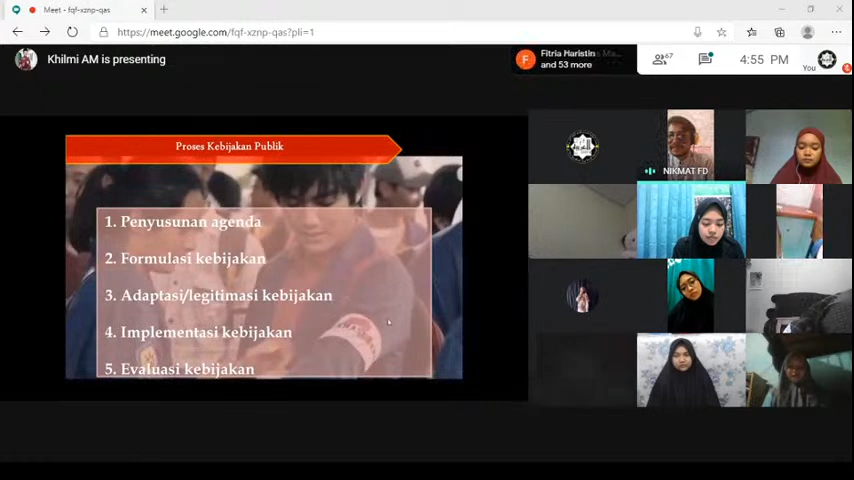 Meet - fqf-xznp-qas
https://meet.google.com/fqf-xznp-qas?pli=1
Khilmi AM is presenting
F
Fitria Haristin
and 53 more
67
4:55 PM
You
Proses Kebijakan Publik
1. Penyusunan agenda
2. Formulasi kebijakan
3. Adaptasi/legitimasi kebijakan
4. Implementasi kebijakan
5. Evaluasi kebijakan
NIKMAT FD